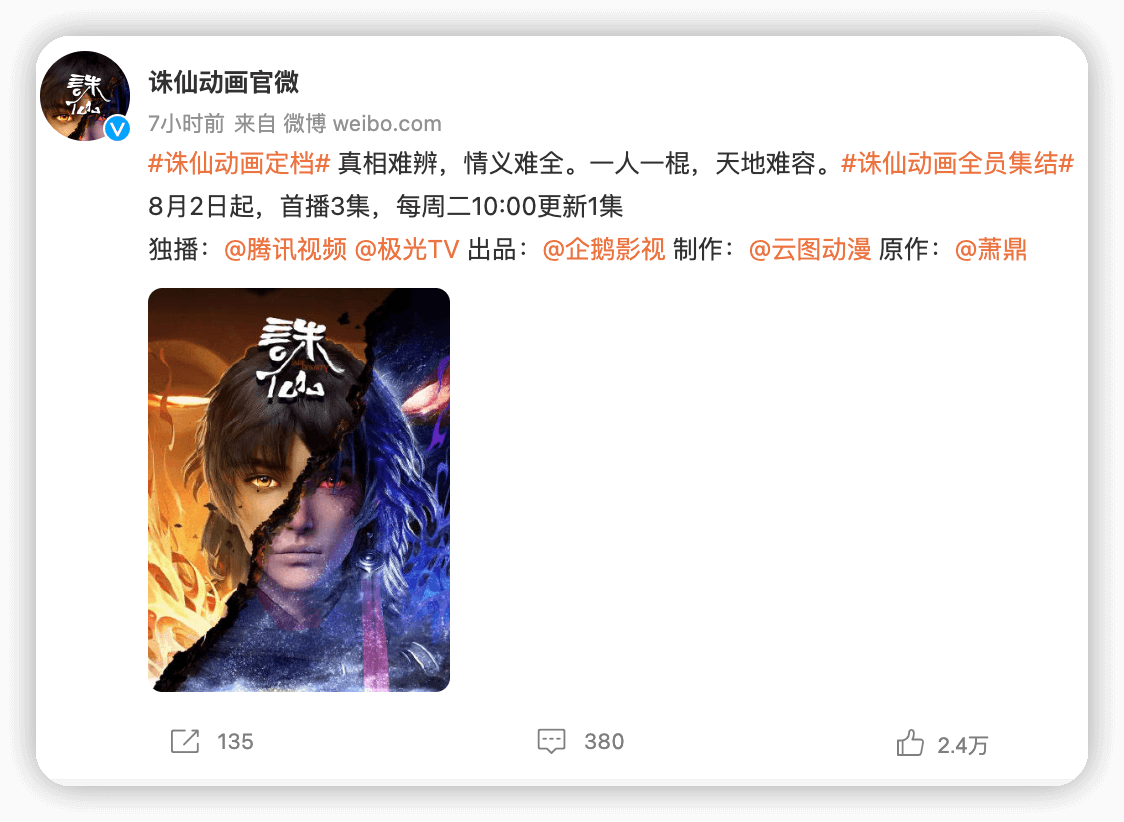 诛仙动画官微
7小时前 来自 微博 weibo.com
#诛仙动画定档# 真相难辨，情义难全。一人一棍，天地难容。#诛仙动画全员集结#
8月2日起，首播3集，每周二10:00更新1集
独播：@腾讯视频 @极光TV 出品：@企鹅影视 制作：@云图动漫 原作：@萧鼎
誅仙
135
380
2.4万